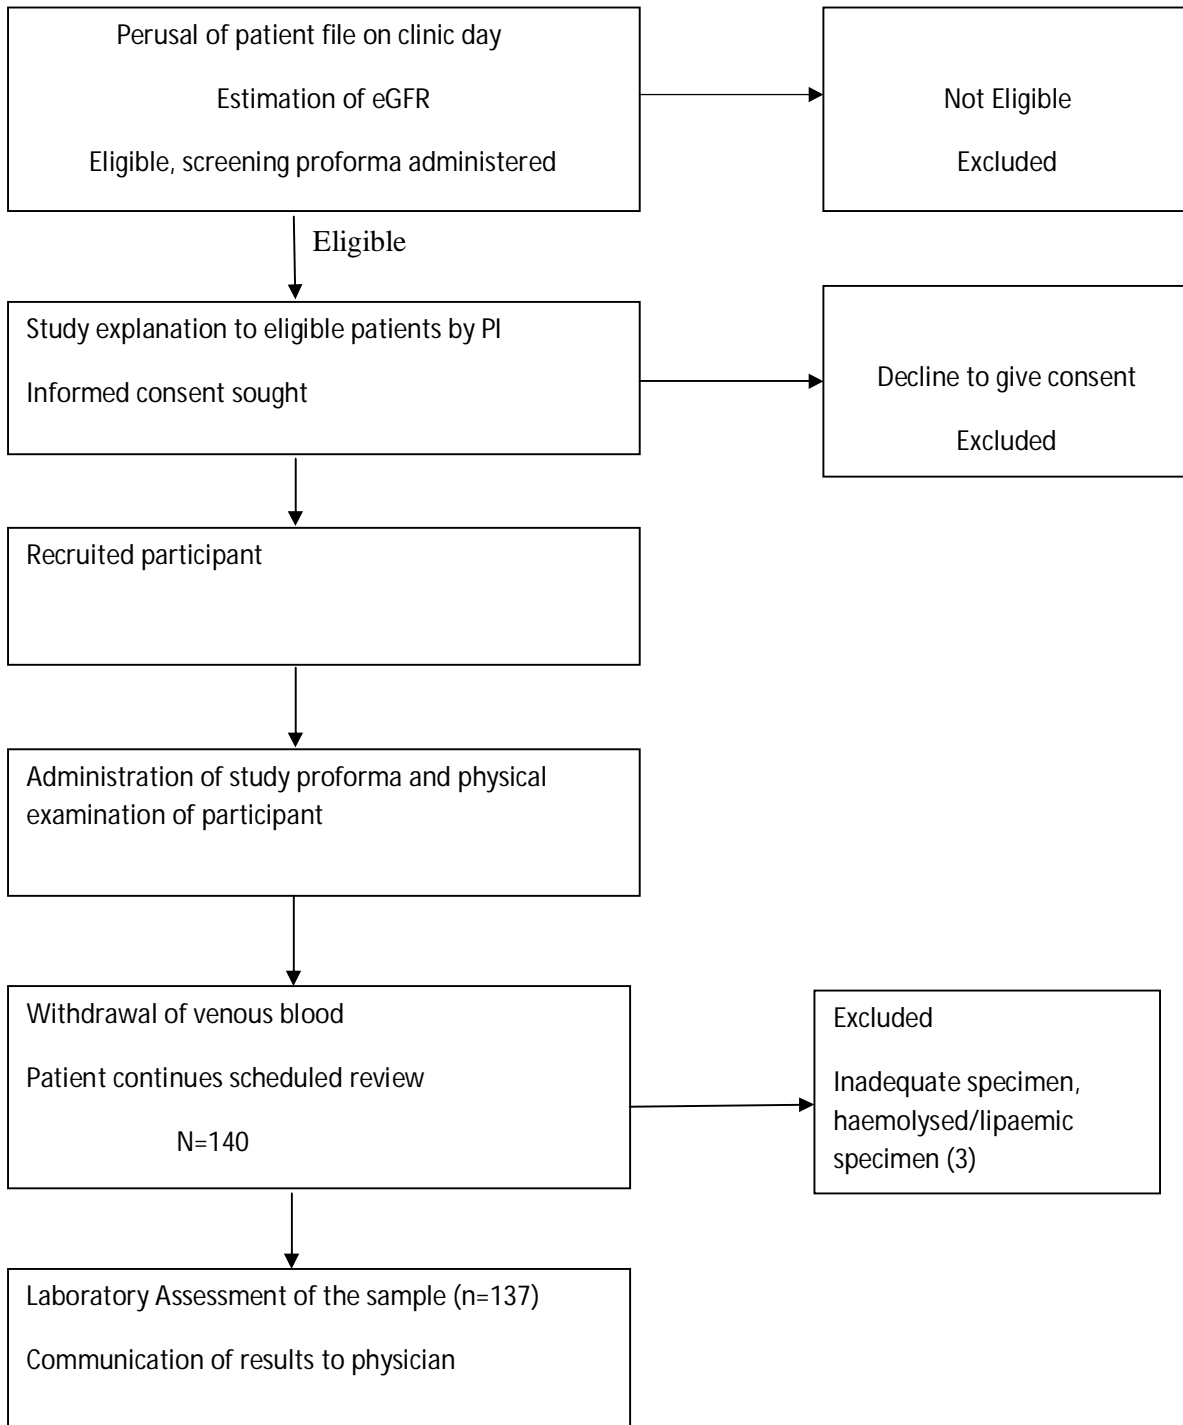 Perusal of patient file on clinic day
Estimation of eGFR
Eligible, screening proforma administered
Not Eligible
Excluded
Eligible
Study explanation to eligible patients by PI
Informed consent sought
Decline to give consent
Excluded
Recruited participant
Administration of study proforma and physical
examination of participant
Withdrawal of venous blood
Patient continues scheduled review
N=140
Excluded
Inadequate specimen,
haemolysed/lipaemic
specimen (3)
Laboratory Assessment of the sample (n=137)
Communication of results to physician